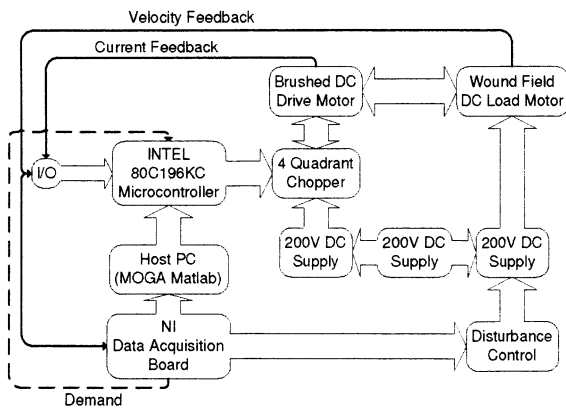 Velocity Feedback
Current Feedback
Brushed DC
Drive Motor
Wound Field
DC Load Motor
I/O
INTEL
80C196KC
Microcontroller
4 Quadrant
Chopper
Host PC
(MOGA Matlab)
200V DC
Supply
200V DC
Supply
200V DC
Supply
NI
Data Acquisition
Board
Disturbance
Control
Demand